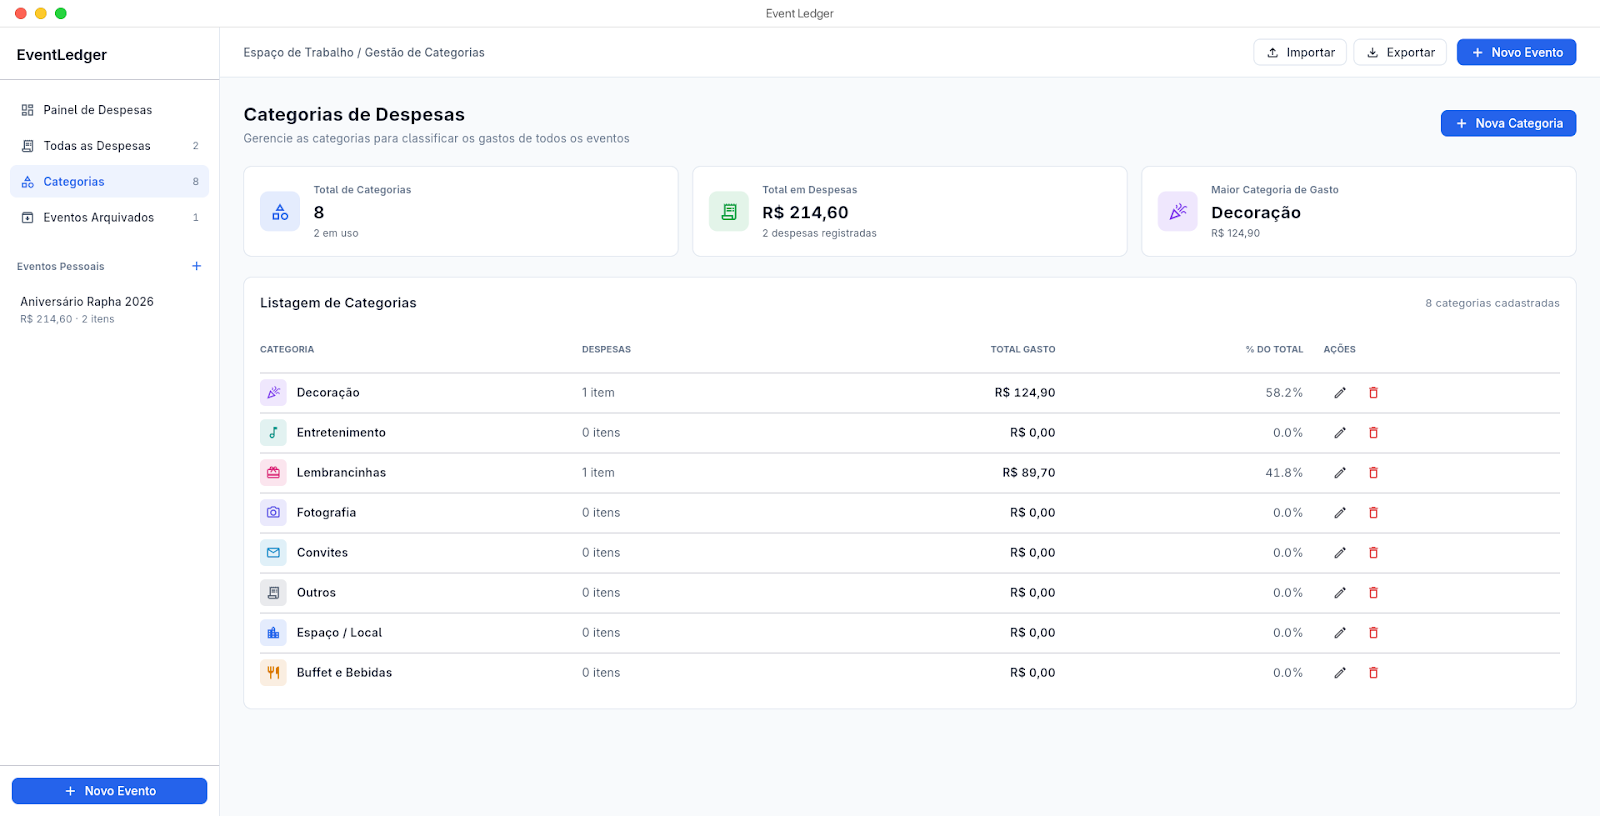 Event Ledger
EventLedger
Espaço de Trabalho / Gestão de Categorias
Importar
Exportar
+ Novo Evento
Painel de Despesas
Todas as Despesas 2
Categorias 8
Eventos Arquivados 1
Eventos Pessoais +
Aniversário Rapha 2026
R$ 214,60 · 2 itens
+ Novo Evento
Categorias de Despesas
Gerencie as categorias para classificar os gastos de todos os eventos
+ Nova Categoria
Total de Categorias
8
2 em uso
Total em Despesas
R$ 214,60
2 despesas registradas
Maior Categoria de Gasto
Decoração
R$ 124,90
Listagem de Categorias
8 categorias cadastradas
CATEGORIA DESPESAS TOTAL GASTO % DO TOTAL AÇÕES
Decoração 1 item R$ 124,90 58.2%
Entretenimento 0 itens R$ 0,00 0.0%
Lembrancinhas 1 item R$ 89,70 41.8%
Fotografia 0 itens R$ 0,00 0.0%
Convites 0 itens R$ 0,00 0.0%
Outros 0 itens R$ 0,00 0.0%
Espaço / Local 0 itens R$ 0,00 0.0%
Buffet e Bebidas 0 itens R$ 0,00 0.0%